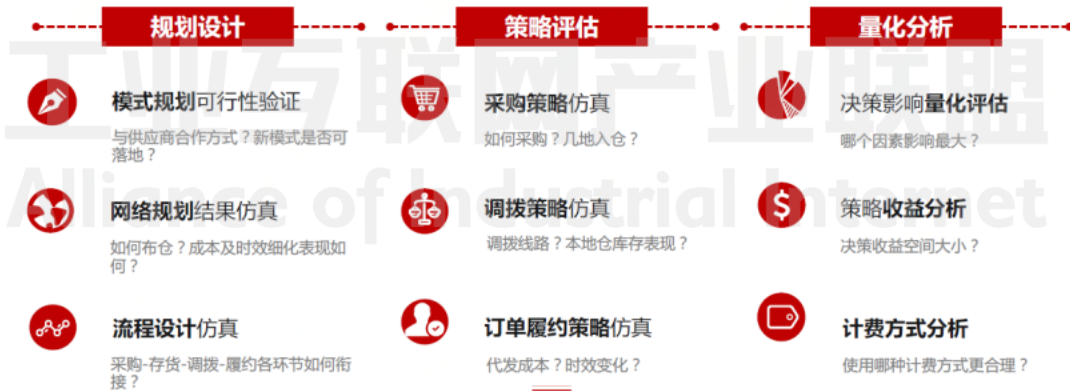 规划设计
模式规划可行性验证
与供应商合作方式？新模式是否可
落地？
网络规划结果仿真
如何布仓？成本及时效细化表现如
何？
流程设计仿真
采购-存货-调拨-履约各环节如何衔
接？
策略评估
采购策略仿真
如何采购？几地入仓？
调拨策略仿真
调拨线路？本地仓库存表现？
订单履约策略仿真
代发成本？时效变化？
量化分析
决策影响量化评估
哪个因素影响最大？
策略收益分析
决策收益空间大小？
计费方式分析
使用哪种计费方式更合理？
工业互联网产业联盟
Alliance of Industrial Internet